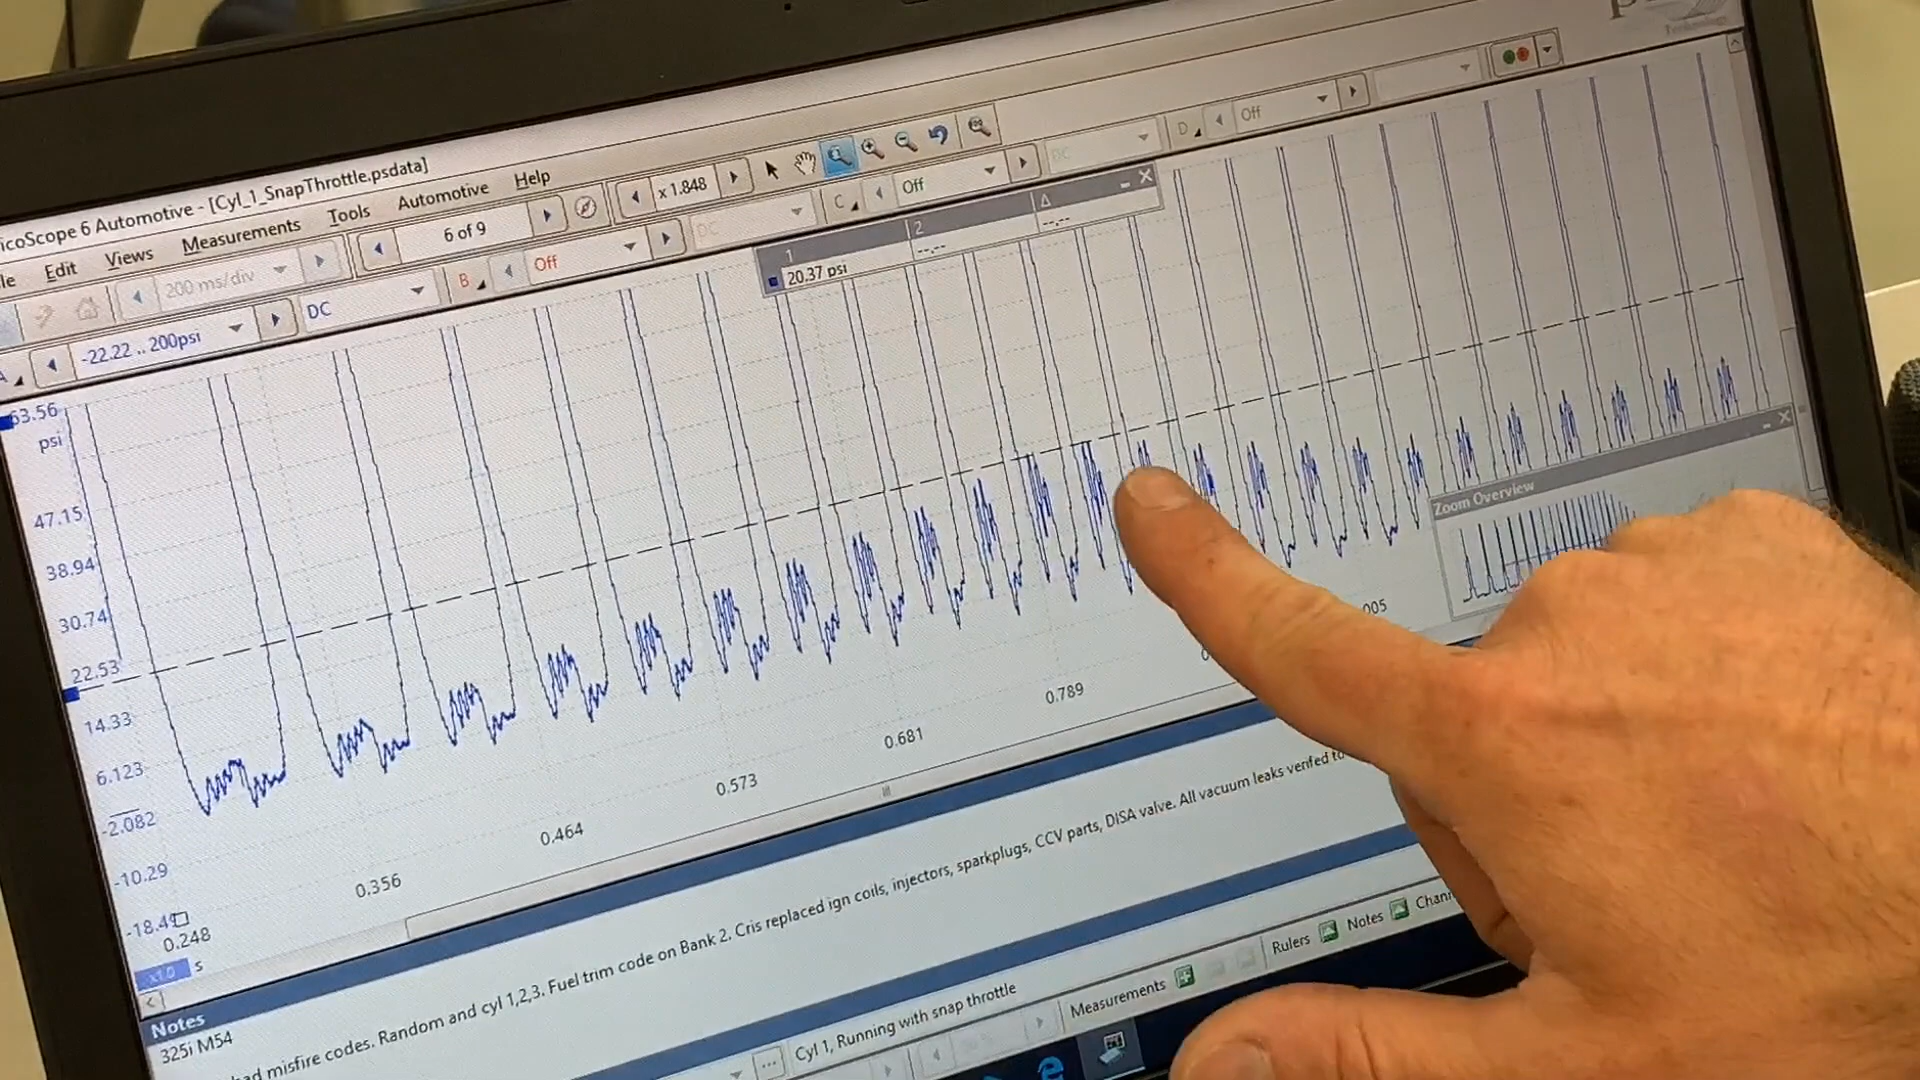 icoScope 6 Automotive - [Cyl_1_SnapThrottle.psdata]
le Edit Views Measurements Tools Automotive Help
200 ms/div 6 of 9 x 1.848
-22.22 .. 200psi DC B Off DC C Off DC D Off
1 2 Δ
20.37 psi --.-- --.--
63.56
psi
47.15
38.94
30.74
22.53
14.33
6.123
-2.082
-10.29
-18.49
0.248 0.356 0.464 0.573 0.681 0.789 005
x1.0 s
Zoom Overview
Notes
325i M54
had misfire codes. Random and cyl 1,2,3. Fuel trim code on Bank 2. Cris replaced ign coils, injectors, sparkplugs, CCV parts, DISA valve. All vacuum leaks verifed to
... Cyl 1, Running with snap throttle Measurements Rulers Notes Chann